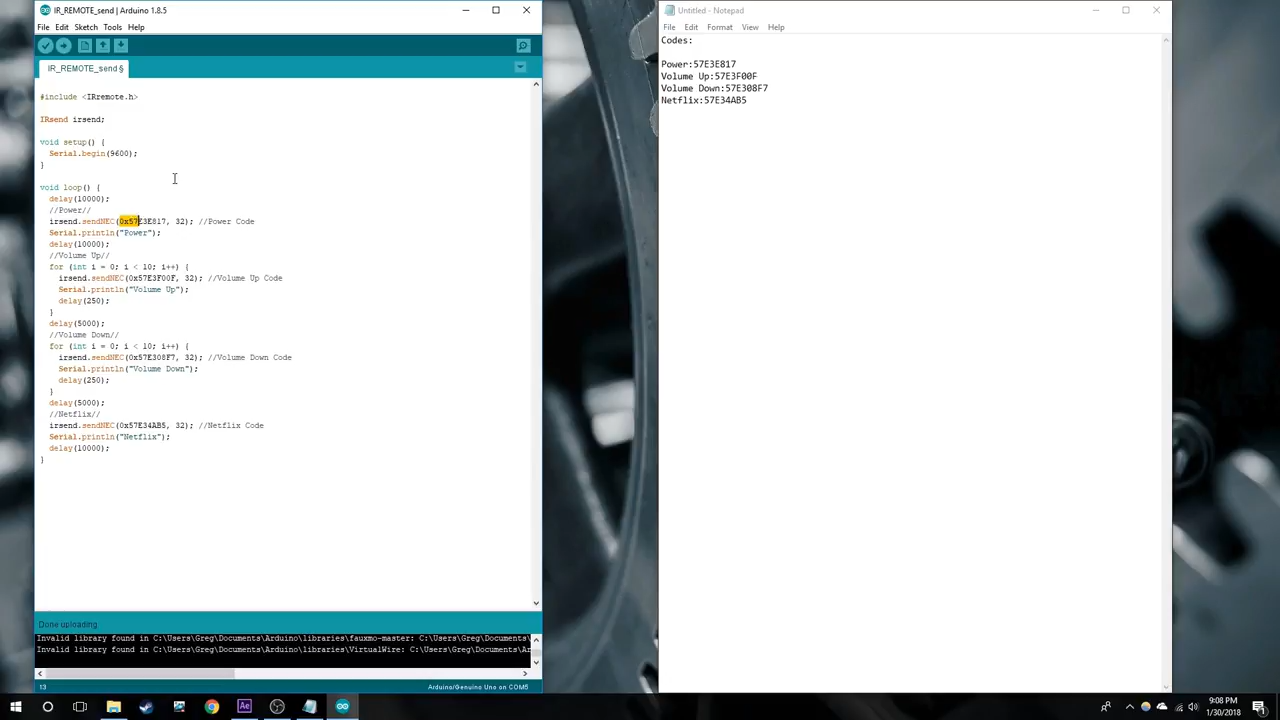 IR_REMOTE_send | Arduino 1.8.5
File Edit Sketch Tools Help
IR_REMOTE_send §
#include <IRremote.h>
IRsend irsend;
void setup() {
Serial.begin(9600);
}
void loop() {
delay(10000);
//Power//
irsend.sendNEC(0x57E3E817, 32); //Power Code
Serial.println("Power");
delay(10000);
//Volume Up//
for (int i = 0; i < 10; i++) {
irsend.sendNEC(0x57E3F00F, 32); //Volume Up Code
Serial.println("Volume Up");
delay(250);
}
delay(5000);
//Volume Down//
for (int i = 0; i < 10; i++) {
irsend.sendNEC(0x57E308F7, 32); //Volume Down Code
Serial.println("Volume Down");
delay(250);
}
delay(5000);
//Netflix//
irsend.sendNEC(0x57E34AB5, 32); //Netflix Code
Serial.println("Netflix");
delay(10000);
}
Done uploading
Invalid library found in C:\Users\Greg\Documents\Arduino\libraries\fauxmo-master: C:\Users\Greg\Documents\
Invalid library found in C:\Users\Greg\Documents\Arduino\libraries\VirtualWire: C:\Users\Greg\Documents\Ar
13
Arduino/Genuino Uno on COM5
Untitled - Notepad
File Edit Format View Help
Codes:
Power:57E3E817
Volume Up:57E3F00F
Volume Down:57E308F7
Netflix:57E34AB5
Ae
9:08 PM
1/30/2018
1